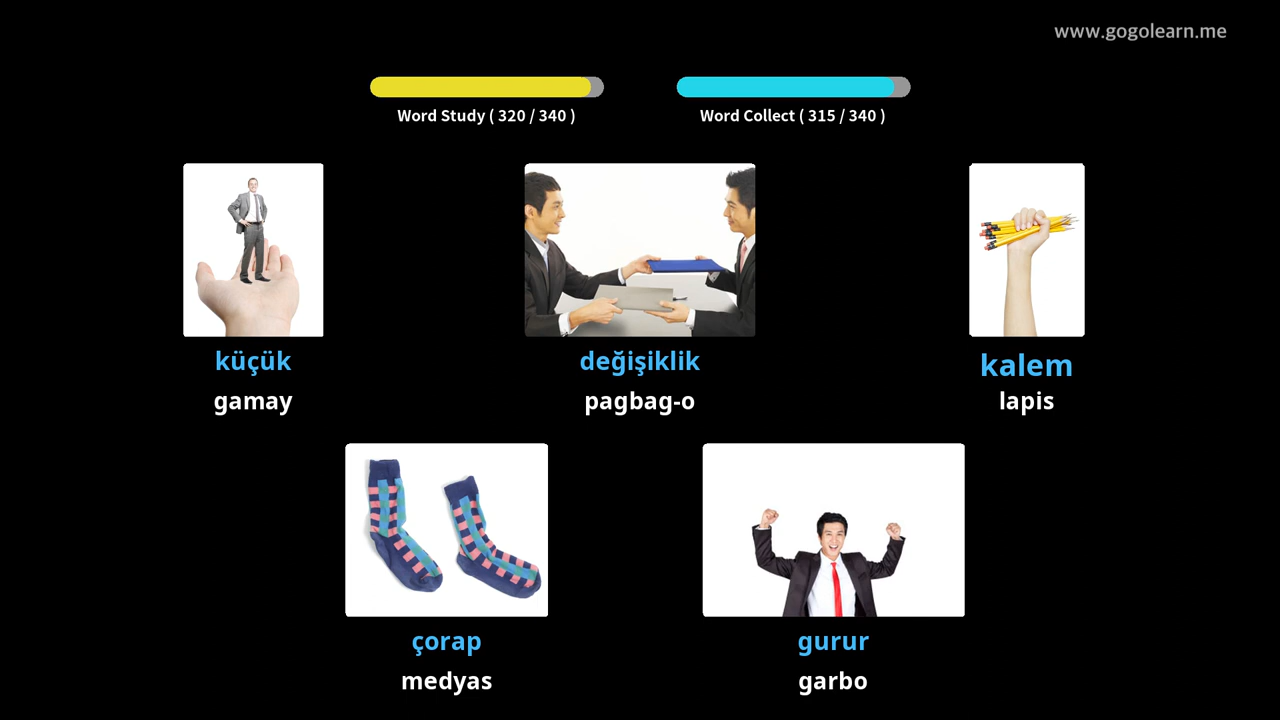 www.gogolearn.me
Word Study ( 320 / 340 )
Word Collect ( 315 / 340 )
küçük
gamay
değişiklik
pagbag-o
kalem
lapis
çorap
medyas
gurur
garbo